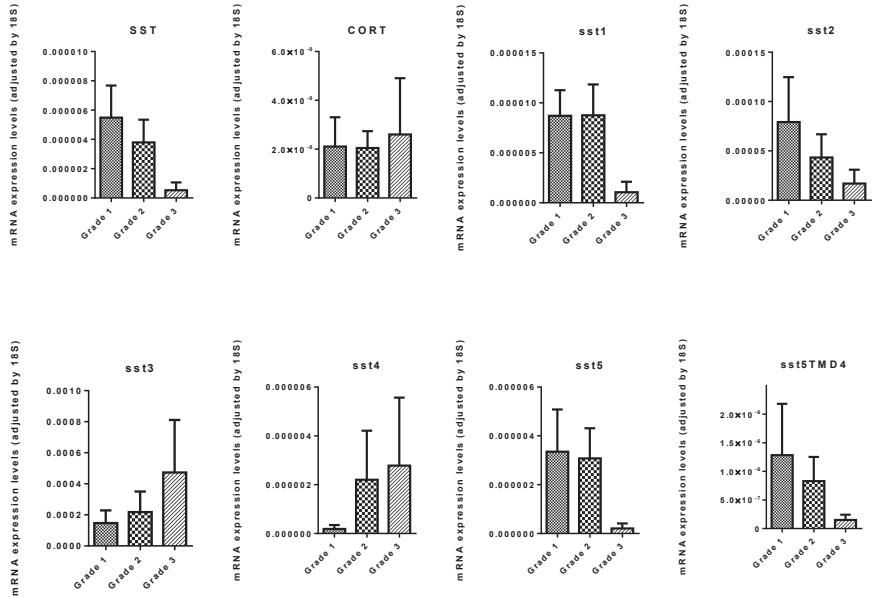 SST
mRNA expression levels (adjusted by 18S)
0.000010
0.000008
0.000006
0.000004
0.000002
0.000000
Grade 1
Grade 2
Grade 3
CORT
mRNA expression levels (adjusted by 18S)
4.0×10
2.0×10
0
Grade 1
Grade 2
Grade 3
sst1
mRNA expression levels (adjusted by 18S)
0.000015
0.000010
0.000005
0.000000
Grade 1
Grade 2
Grade 3
sst2
mRNA expression levels (adjusted by 18S)
0.00015
0.00010
0.00005
0.00000
Grade 1
Grade 2
Grade 3
sst3
mRNA expression levels (adjusted by 18S)
0.0010
0.0008
0.0006
0.0004
0.0002
0.0000
Grade 1
Grade 2
Grade 3
sst4
mRNA expression levels (adjusted by 18S)
0.000006
0.000004
0.000002
0.000000
Grade 1
Grade 2
Grade 3
sst5
mRNA expression levels (adjusted by 18S)
0.000006
0.000004
0.000002
0.000000
Grade 1
Grade 2
Grade 3
sst5TMD4
mRNA expression levels (adjusted by 18S)
2.0×10⁻⁶
1.5×10⁻⁶
1.0×10⁻⁶
5.0×10⁻⁷
0
Grade 1
Grade 2
Grade 3